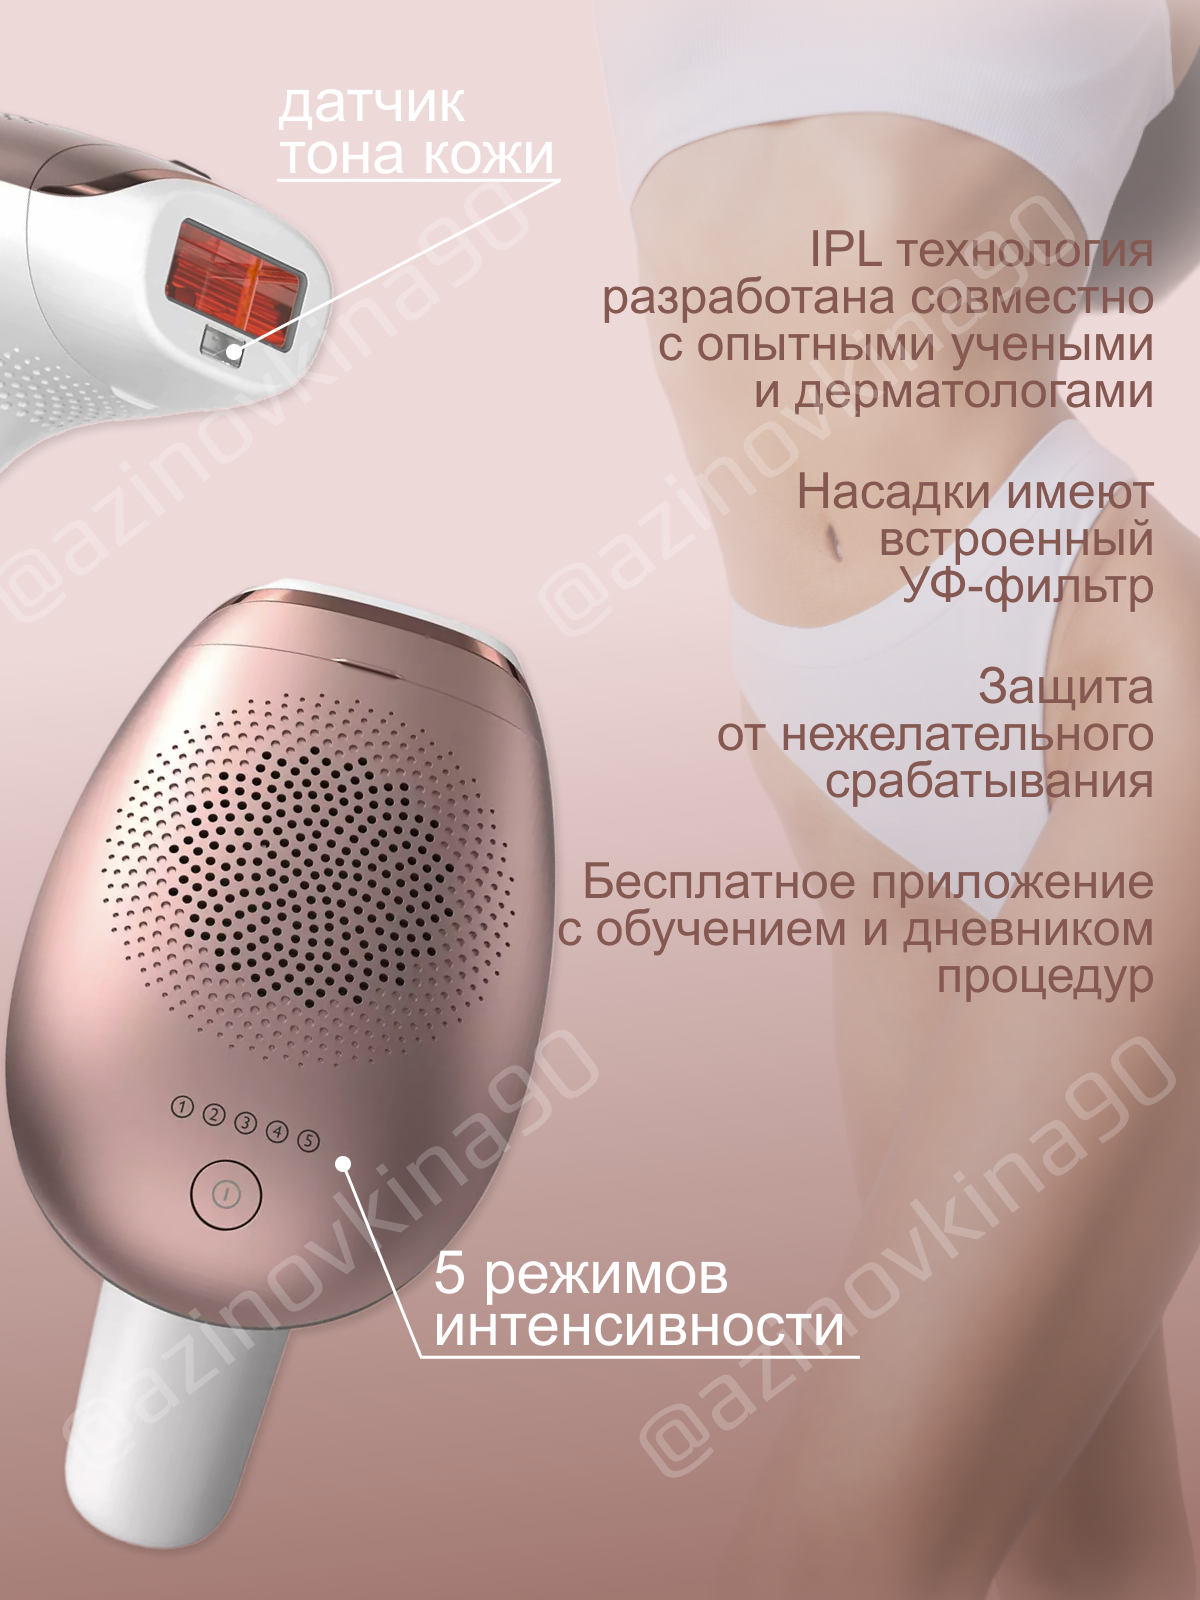 датчик
тона кожи
IPL технология
разработана совместно
с опытными учеными
и дерматологами
Насадки имеют
встроенный
УФ-фильтр
Защита
от нежелательного
срабатывания
Бесплатное приложение
с обучением и дневником
процедур
1 2 3 4 5
5 режимов
интенсивности
@azinovkina90
@azinovkina90
@azinovkina90
@azinovkina90